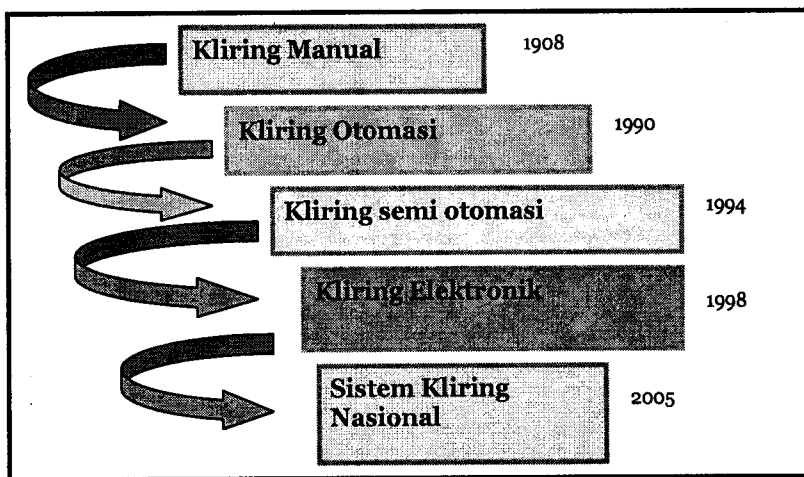 Kliring Manual
1908
Kliring Otomasi
1990
Kliring semi otomasi
1994
Kliring Elektronik
1998
Sistem Kliring
Nasional
2005